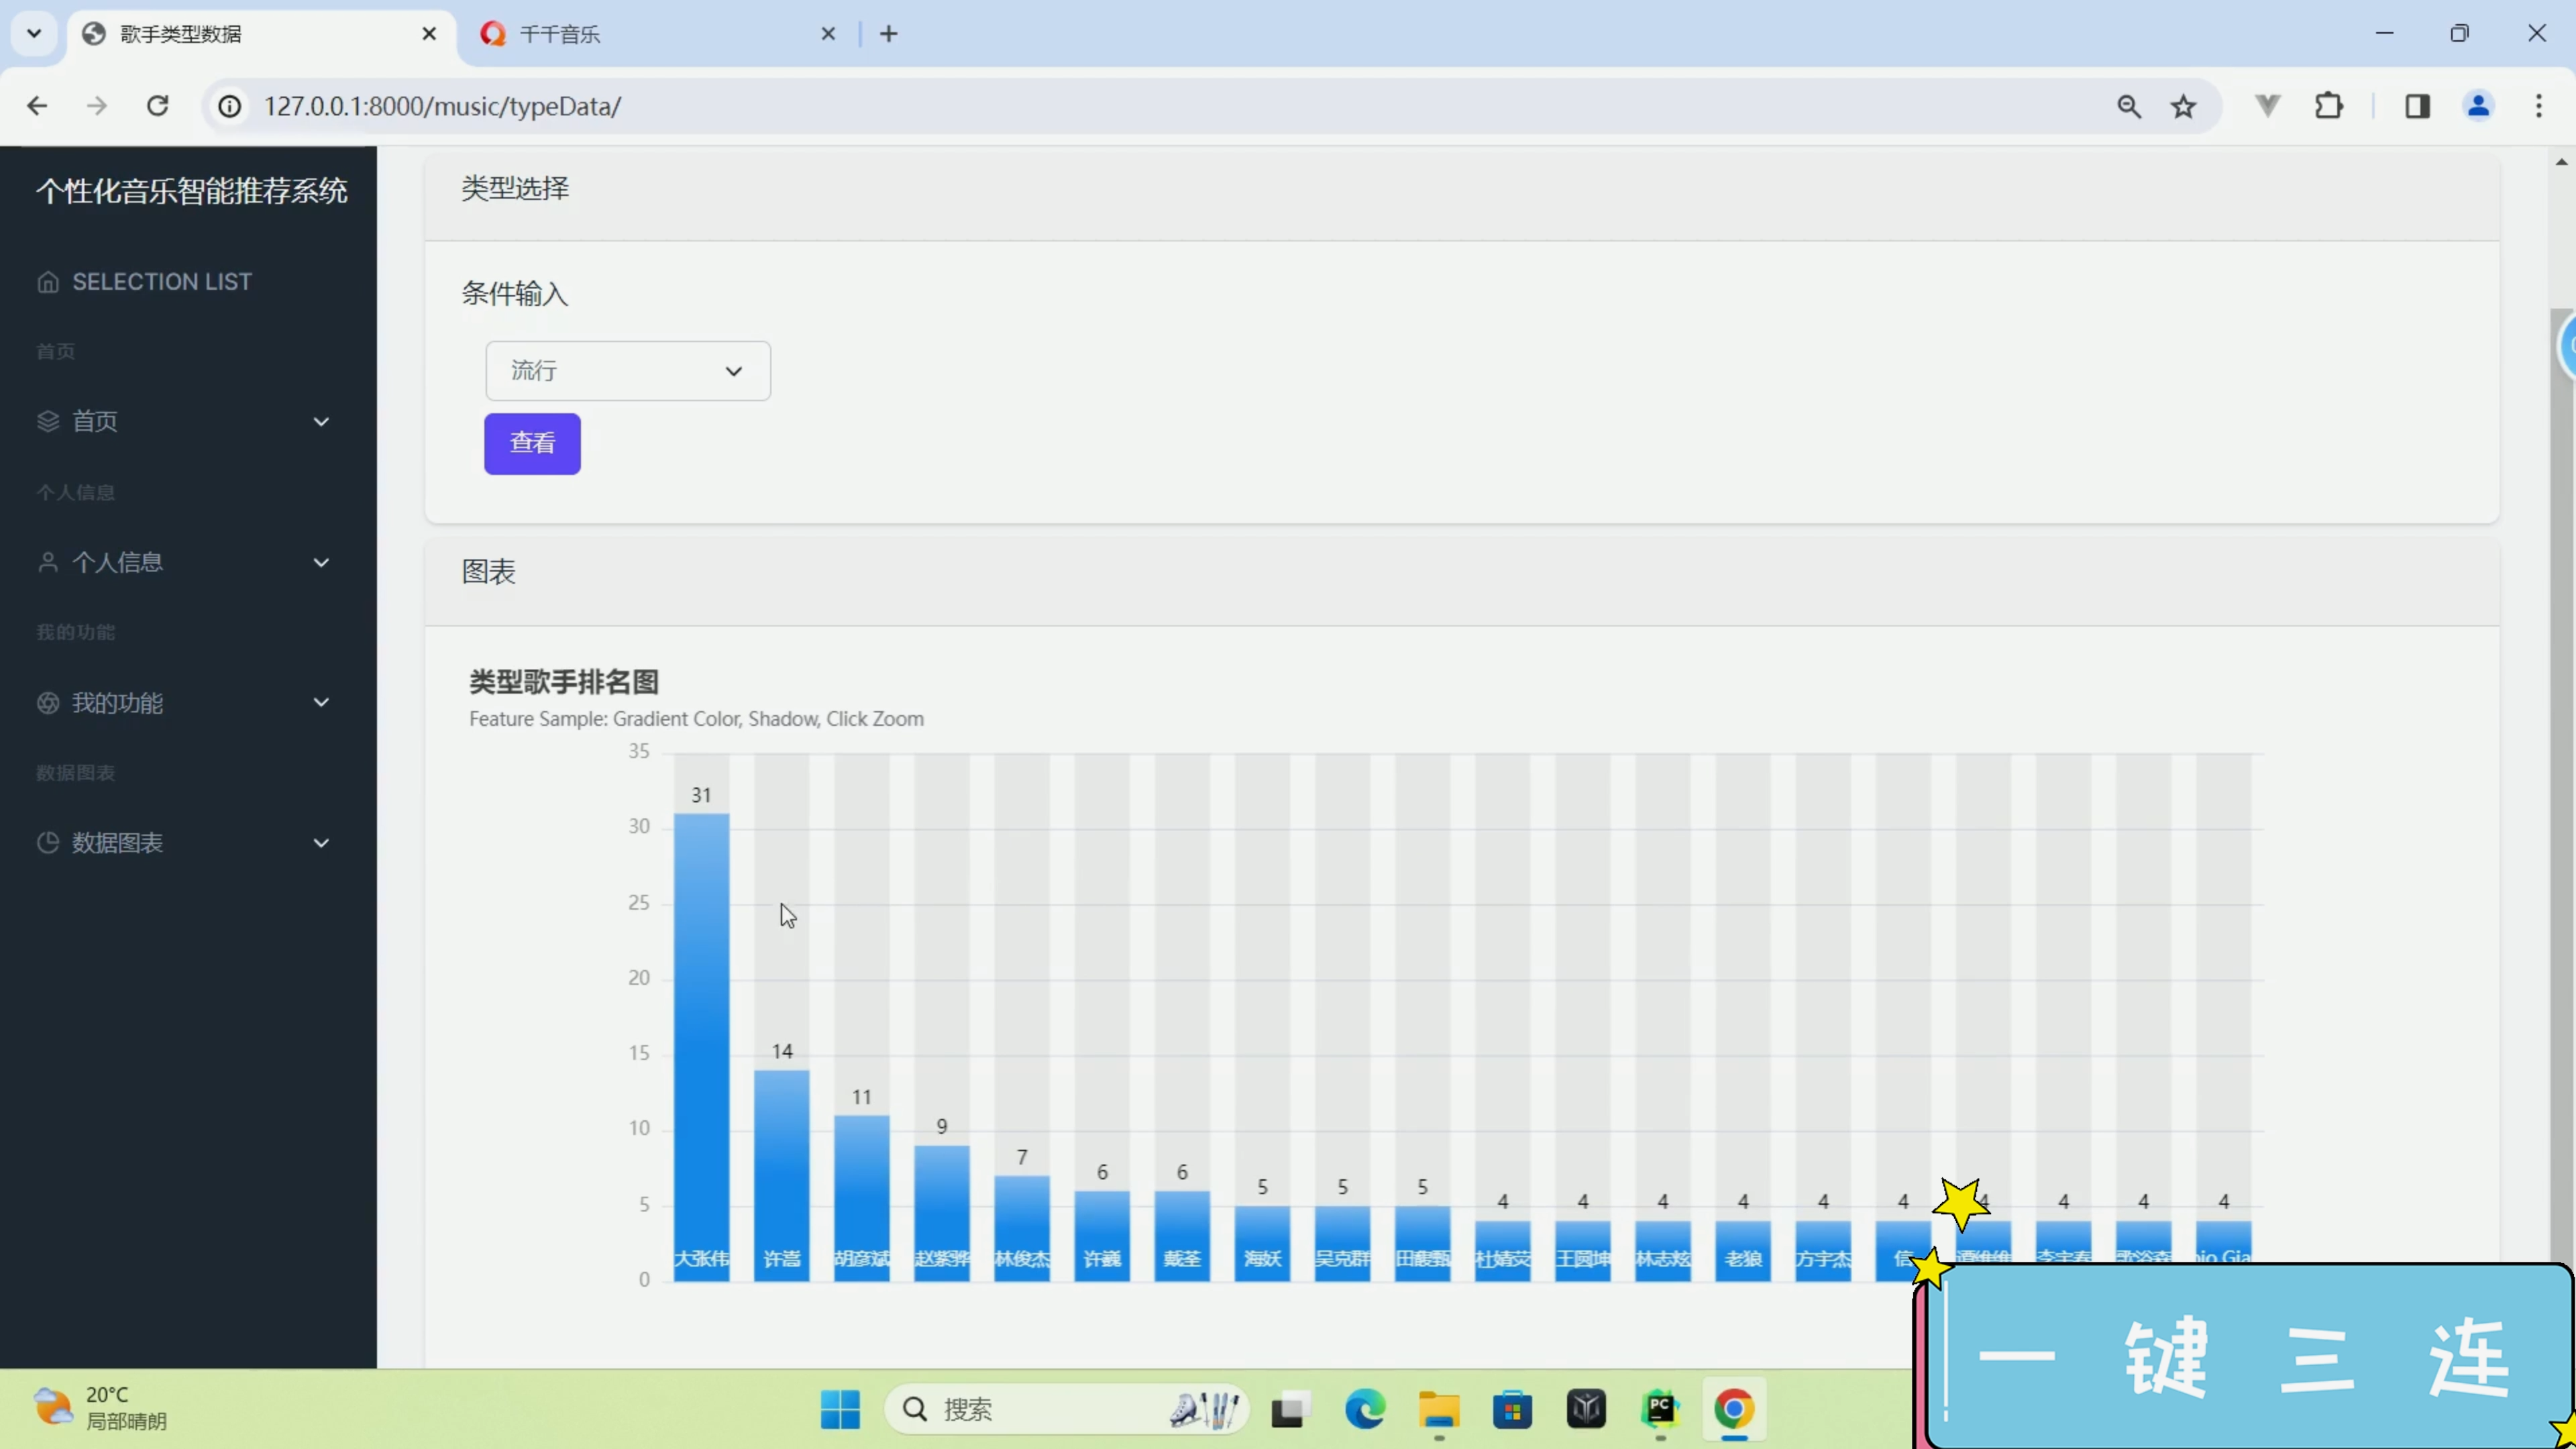 歌手类型数据
千千音乐
127.0.0.1:8000/music/typeData/
个性化音乐智能推荐系统
SELECTION LIST
首页
首页
个人信息
个人信息
我的功能
我的功能
数据图表
数据图表
类型选择
条件输入
流行
查看
图表
类型歌手排名图
Feature Sample: Gradient Color, Shadow, Click Zoom
35
30
25
20
15
10
5
0
31 14 11 9 7 6 6 5 5 5 4 4 4 4 4 4 4 4 4 4
大张伟 许嵩 胡彦斌 赵紫骅 林俊杰 许巍 戴荃 海妖 吴克群 田馥甄 杜婧荧 王圆坤 林志炫 老狼 方宇杰 信 谭维维 李宇春
一键三连
20°C
局部晴朗
搜索
PC